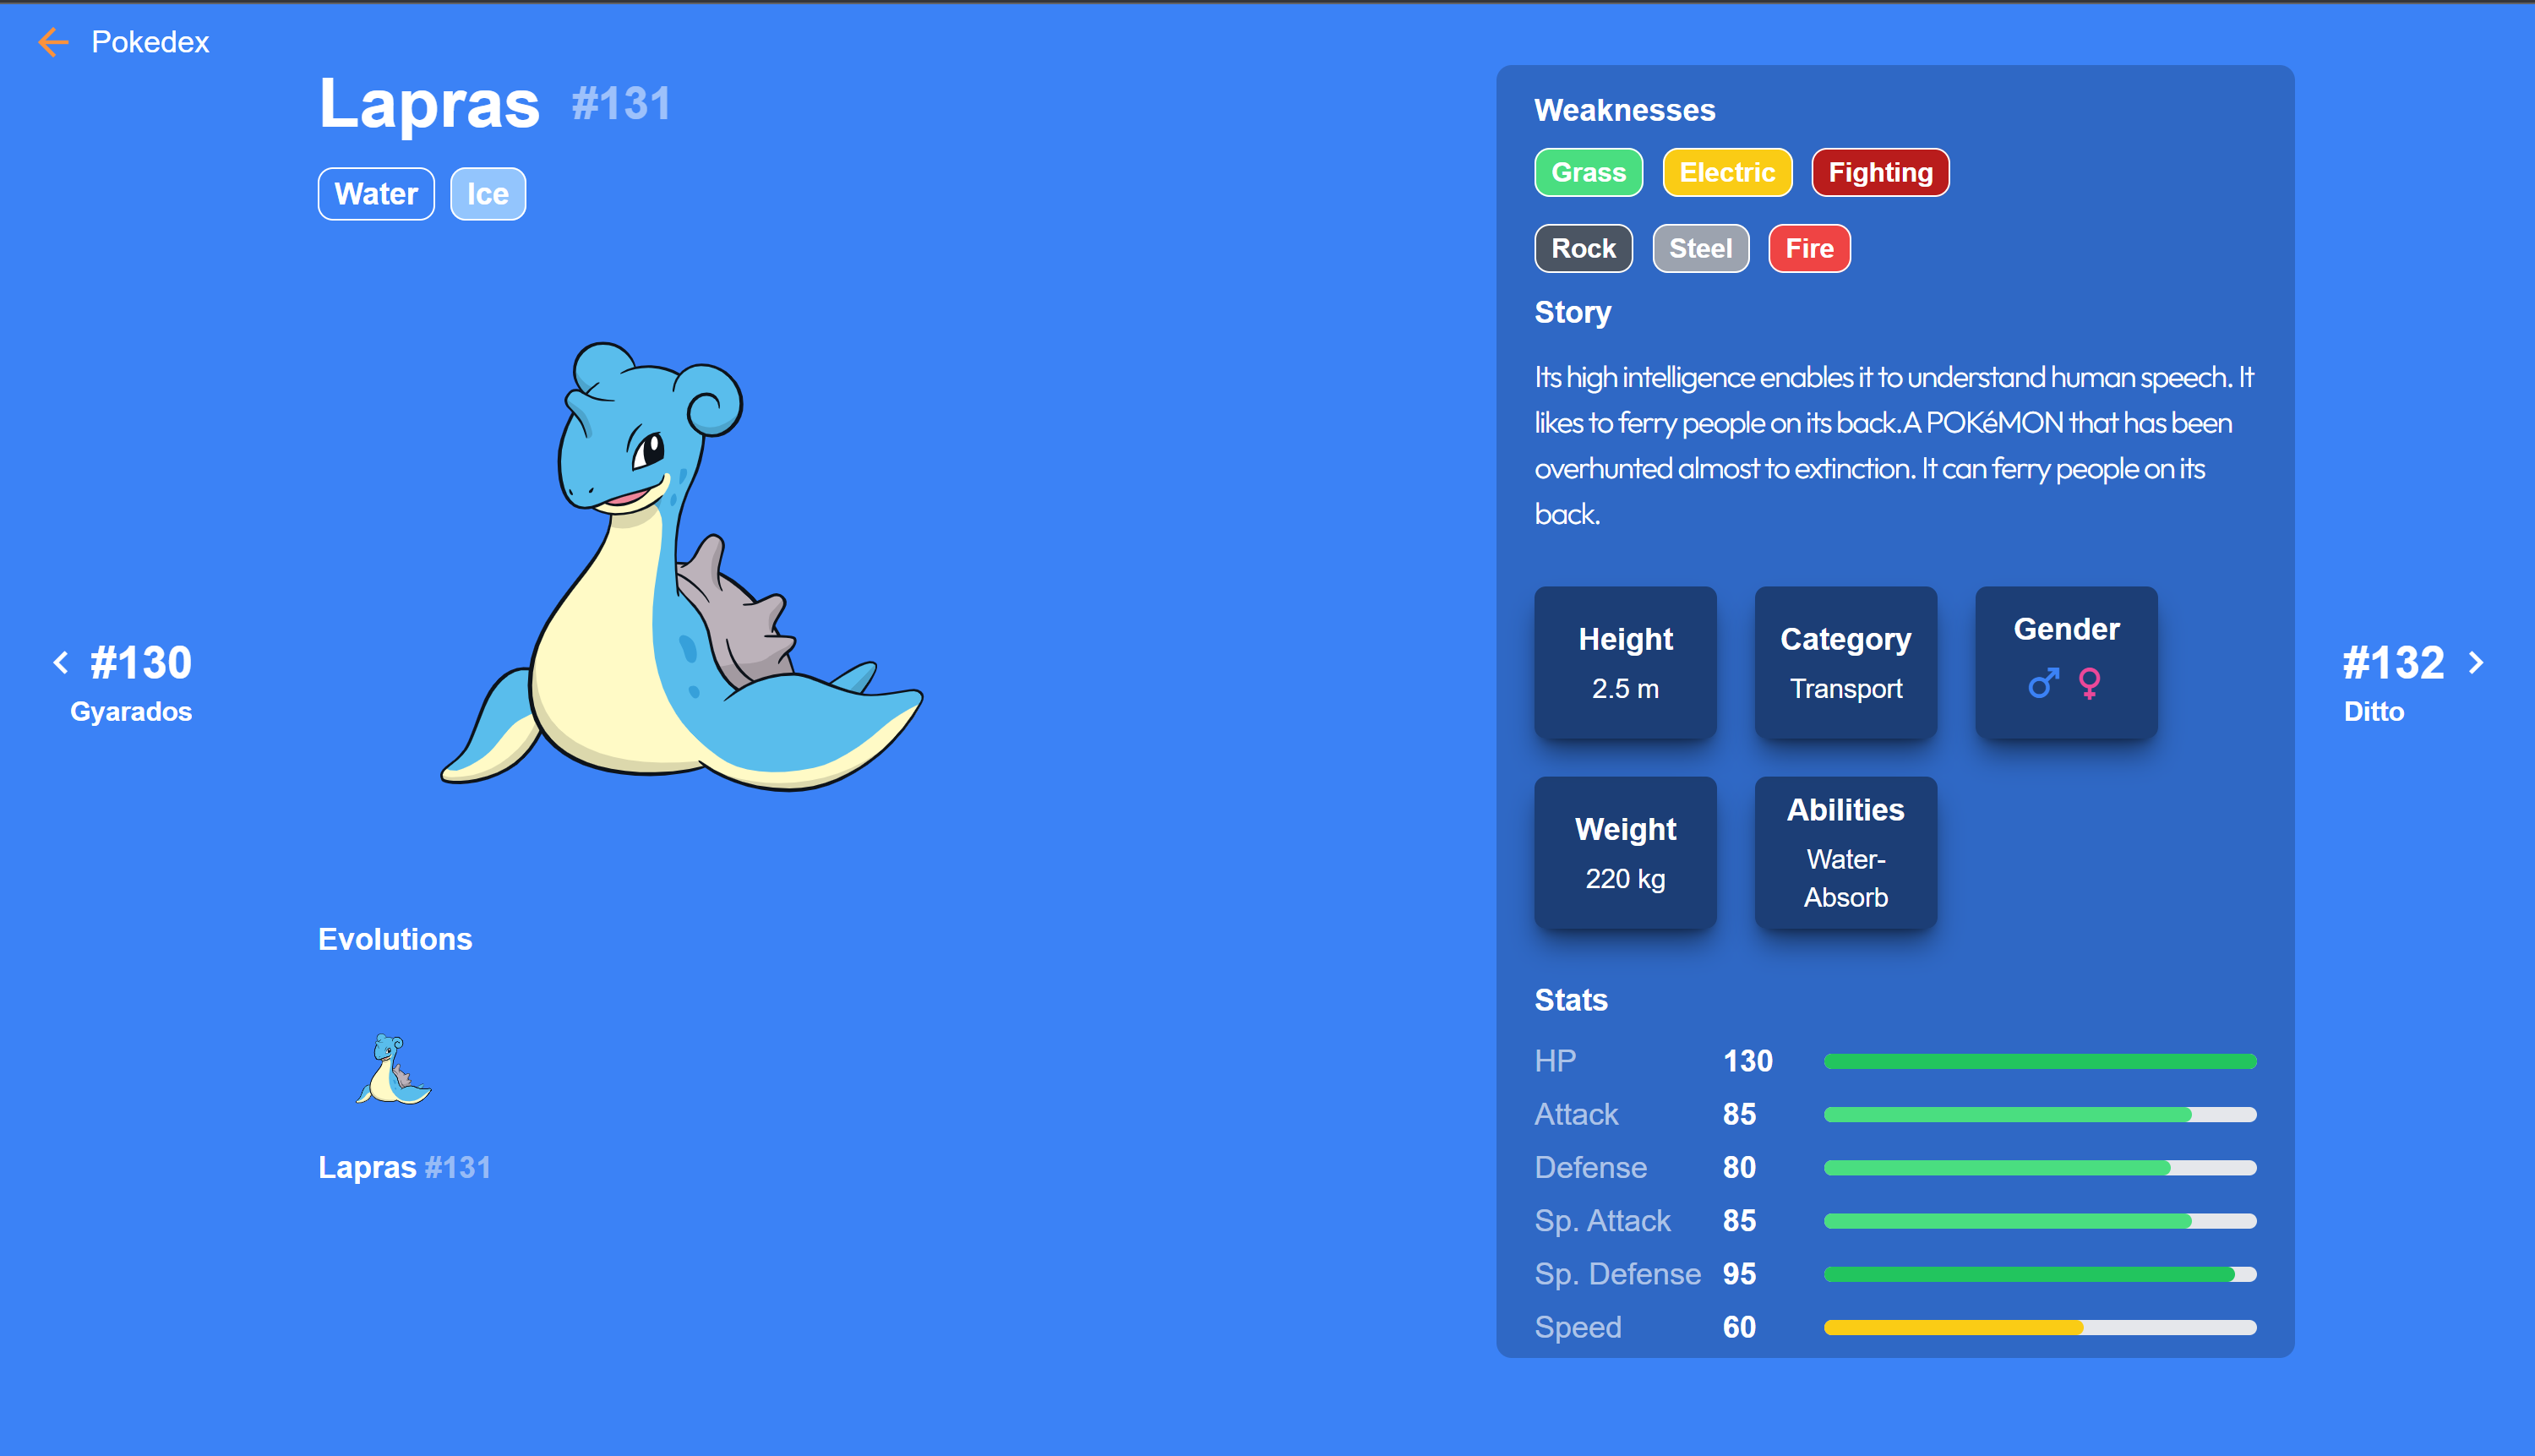 Pokedex
Lapras #131
Water Ice
#130
Gyarados
Evolutions
Lapras #131
Weaknesses
Grass Electric Fighting
Rock Steel Fire
Story
Its high intelligence enables it to understand human speech. It
likes to ferry people on its back.A POKéMON that has been
overhunted almost to extinction. It can ferry people on its
back.
Height
2.5 m
Category
Transport
Gender
Weight
220 kg
Abilities
Water-
Absorb
Stats
HP 130
Attack 85
Defense 80
Sp. Attack 85
Sp. Defense 95
Speed 60
#132
Ditto